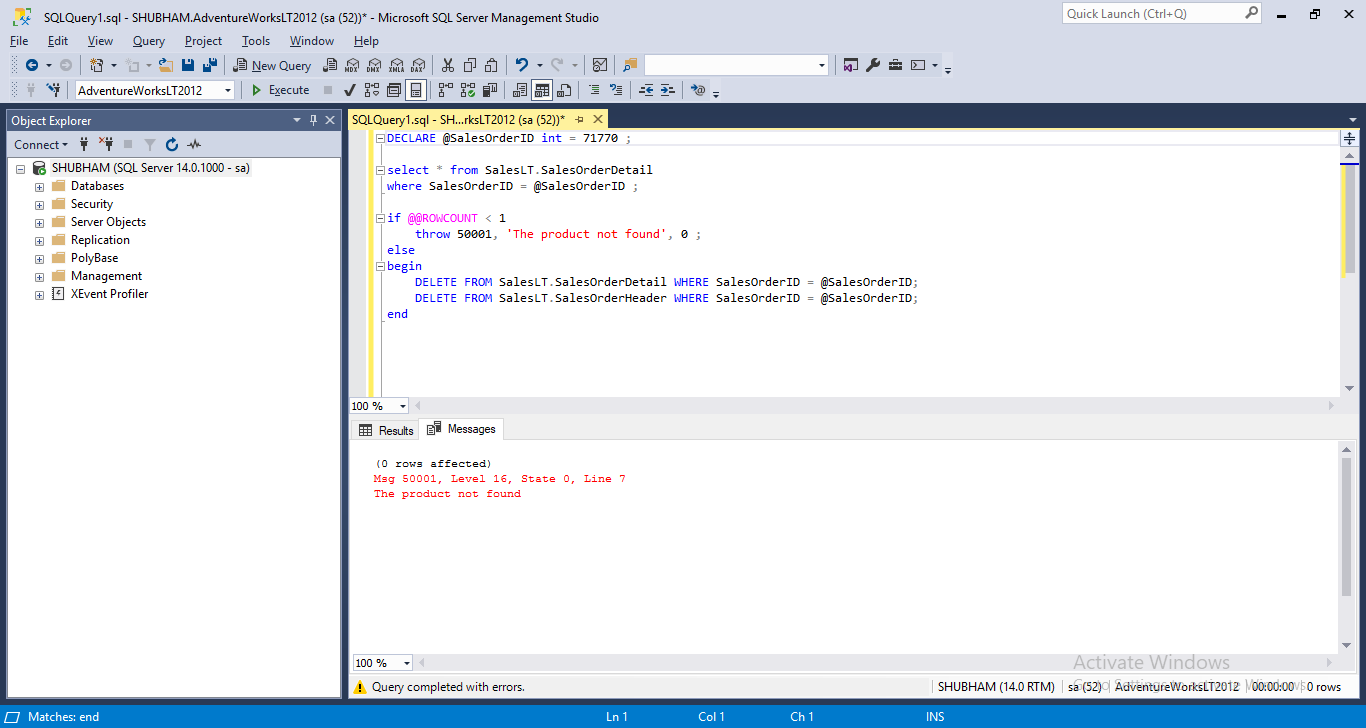 SQLQuery1.sql - SHUBHAM.AdventureWorksLT2012 (sa (52))* - Microsoft SQL Server Management Studio
Quick Launch (Ctrl+Q)
File Edit View Query Project Tools Window Help
New Query MDX DMX XMLA DAX
AdventureWorksLT2012 Execute
Object Explorer
SQLQuery1.sql - SH...rksLT2012 (sa (52))*
Connect
SHUBHAM (SQL Server 14.0.1000 - sa)
Databases
Security
Server Objects
Replication
PolyBase
Management
XEvent Profiler
DECLARE @SalesOrderID int = 71770 ;
select * from SalesLT.SalesOrderDetail
where SalesOrderID = @SalesOrderID ;
if @@ROWCOUNT < 1
throw 50001, 'The product not found', 0 ;
else
begin
DELETE FROM SalesLT.SalesOrderDetail WHERE SalesOrderID = @SalesOrderID;
DELETE FROM SalesLT.SalesOrderHeader WHERE SalesOrderID = @SalesOrderID;
end
100 %
Results Messages
(0 rows affected)
Msg 50001, Level 16, State 0, Line 7
The product not found
100 %
Activate Windows
Query completed with errors.
SHUBHAM (14.0 RTM) sa (52) AdventureWorksLT2012 00:00:00 0 rows
Matches: end Ln 1 Col 1 Ch 1 INS